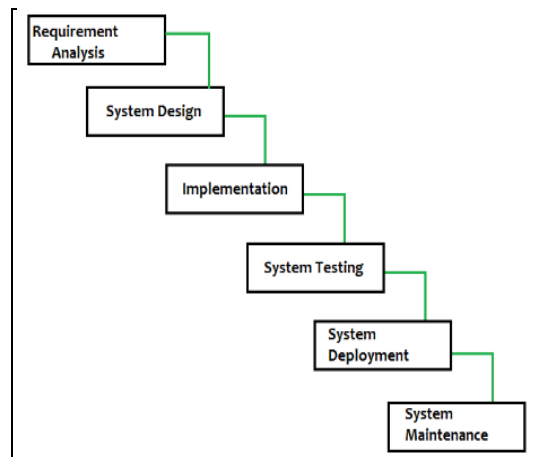 Requirement
Analysis
System Design
Implementation
System Testing
System
Deployment
System
Maintenance